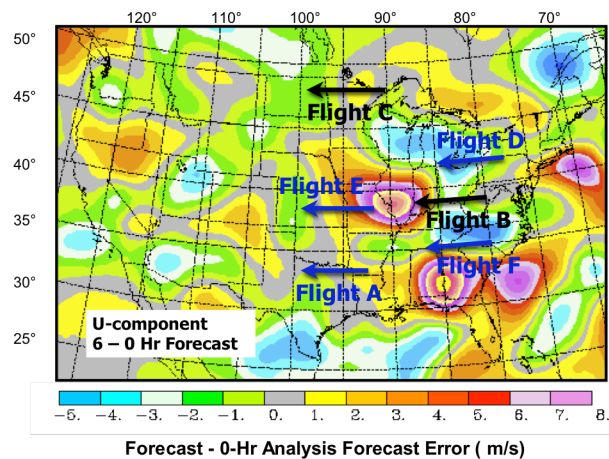 120° 110° 100° 90° 80° 70°
50°
45°
40°
35°
30°
25°
Flight C
Flight D
Flight E
Flight B
Flight F
Flight A
U-component
6 – 0 Hr Forecast
-5. -4. -3. -2. -1. 0. 1. 2. 3. 4. 5. 6. 7. 8.
Forecast - 0-Hr Analysis Forecast Error ( m/s)